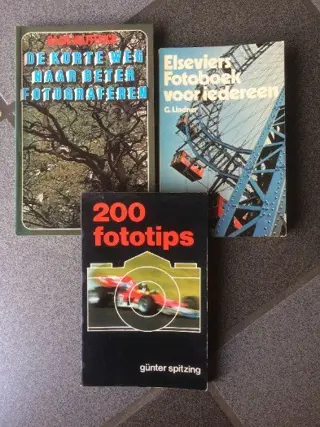 DE KORTE WEG
NAAR BETER
FOTOGRAFEREN
Elseviers
Fotoboek
voor iedereen
G. Lindner
200
fototips
günter spitzing